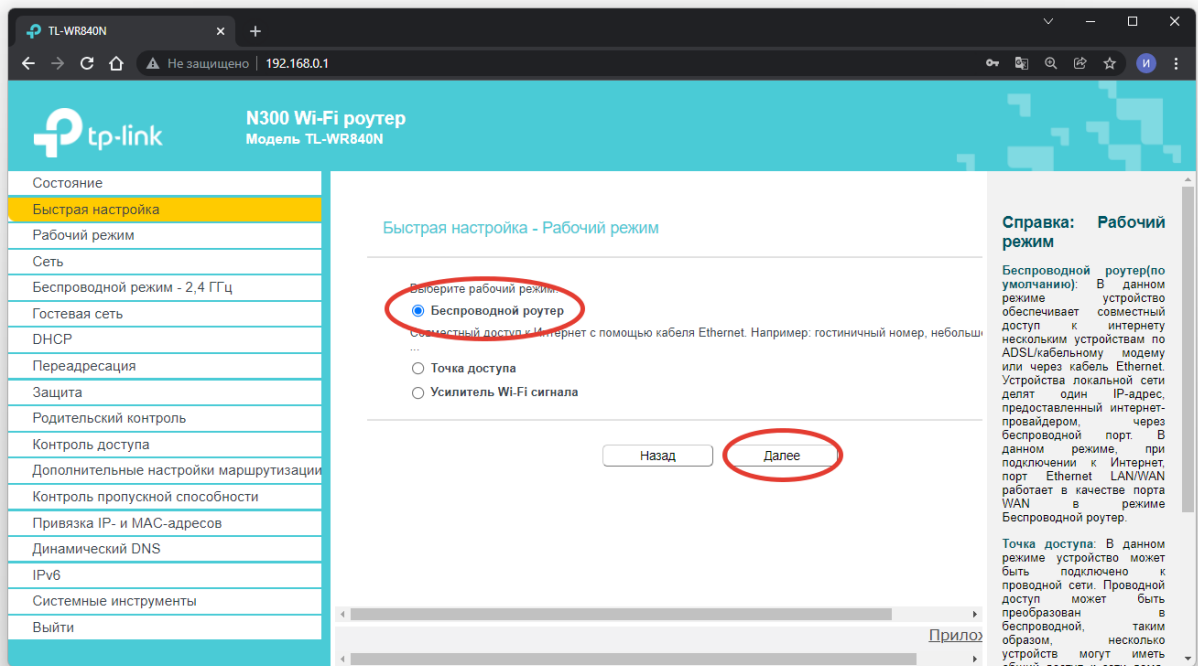 TL-WR840N
Не защищено
192.168.0.1
И
tp-link
N300 Wi-Fi роутер
Модель TL-WR840N
Состояние
Быстрая настройка
Рабочий режим
Сеть
Беспроводной режим - 2,4 ГГц
Гостевая сеть
DHCP
Переадресация
Защита
Родительский контроль
Контроль доступа
Дополнительные настройки маршрутизации
Контроль пропускной способности
Привязка IP- и MAC-адресов
Динамический DNS
IPv6
Системные инструменты
Выйти
Быстрая настройка - Рабочий режим
Выберите рабочий режим:
Беспроводной роутер
Совместный доступ к Интернет с помощью кабеля Ethernet. Например: гостиничный номер, небольше
...
Точка доступа
Усилитель Wi-Fi сигнала
Назад
Далее
Прилож
Справка: Рабочий
режим
Беспроводной роутер(по
умолчанию): В данном
режиме устройство
обеспечивает совместный
доступ к интернету
нескольким устройствам по
ADSL/кабельному модему
или через кабель Ethernet.
Устройства локальной сети
делят один IP-адрес,
предоставленный интернет-
провайдером, через
беспроводной порт. В
данном режиме, при
подключении к Интернет,
порт Ethernet LAN/WAN
работает в качестве порта
WAN в режиме
Беспроводной роутер.
Точка доступа: В данном
режиме устройство может
быть подключено к
проводной сети. Проводной
доступ может быть
преобразован в
беспроводной, таким
образом, несколько
устройств могут иметь
общий доступ к сети дома,